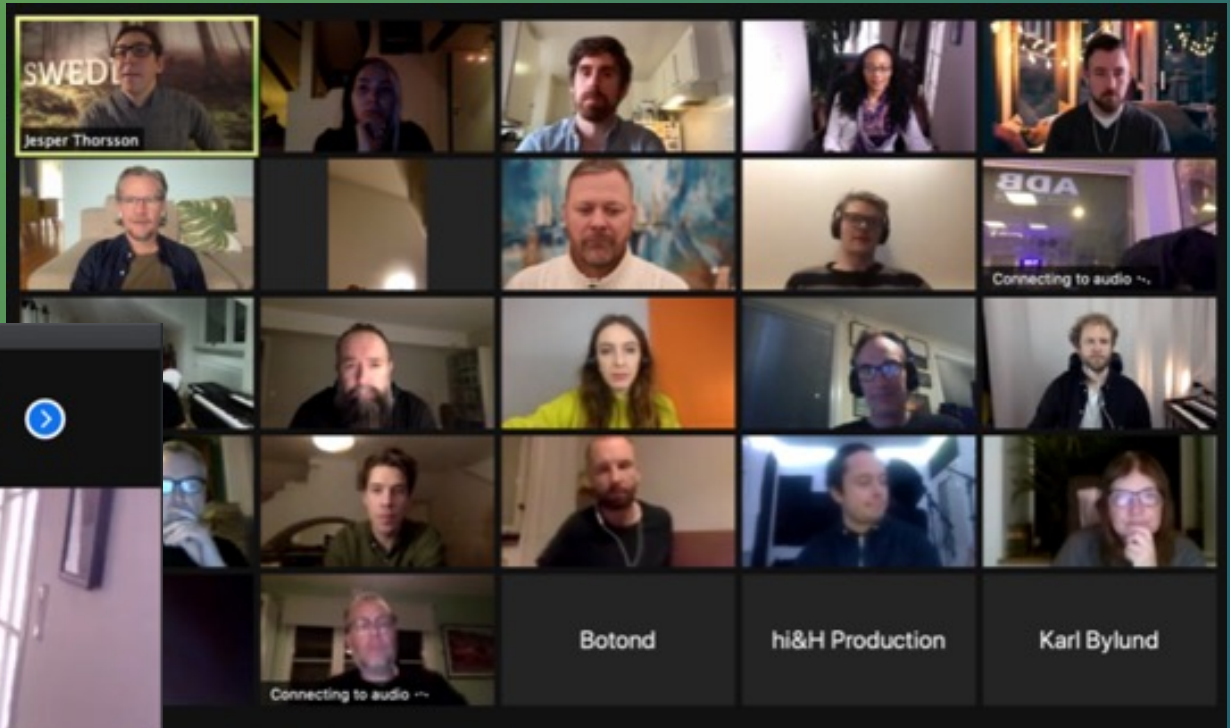 SWEDE
Jesper Thorsson
ADB
Connecting to audio
Connecting to audio
Botond
hi&H Production
Karl Bylund